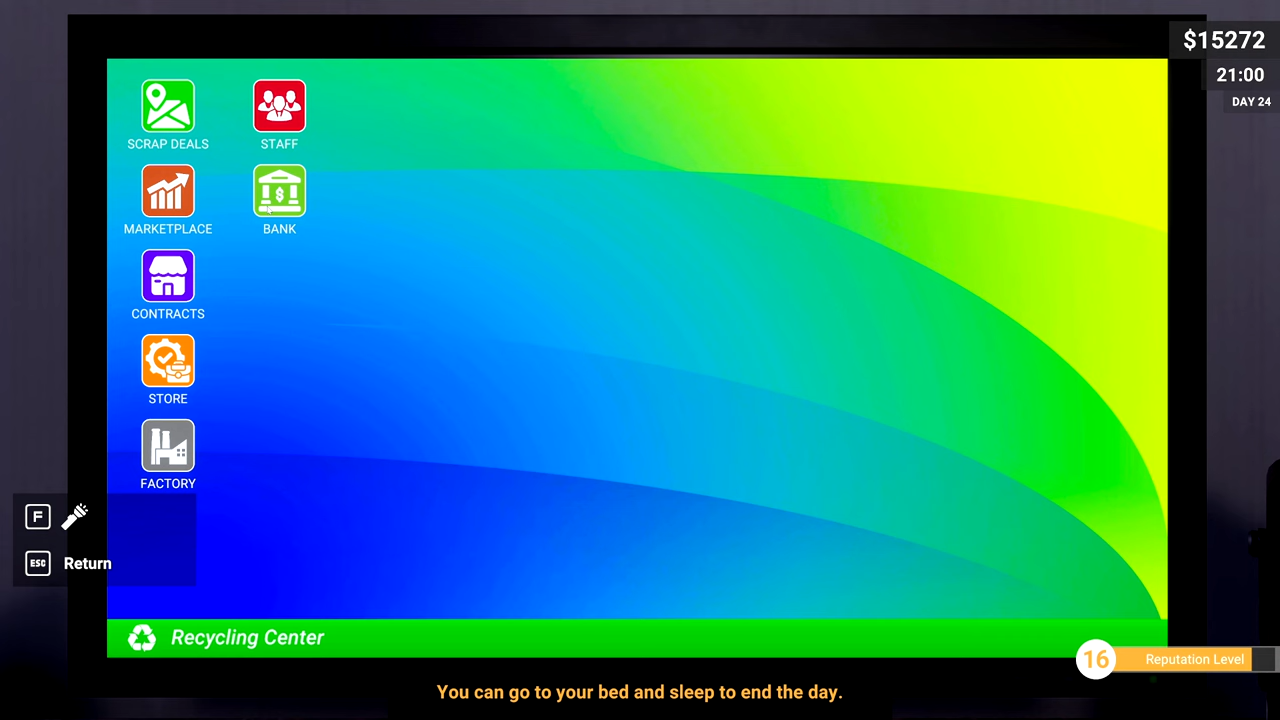 $15272
21:00
DAY 24
SCRAP DEALS
STAFF
MARKETPLACE
BANK
CONTRACTS
STORE
FACTORY
F
ESC Return
Recycling Center
16 Reputation Level
You can go to your bed and sleep to end the day.